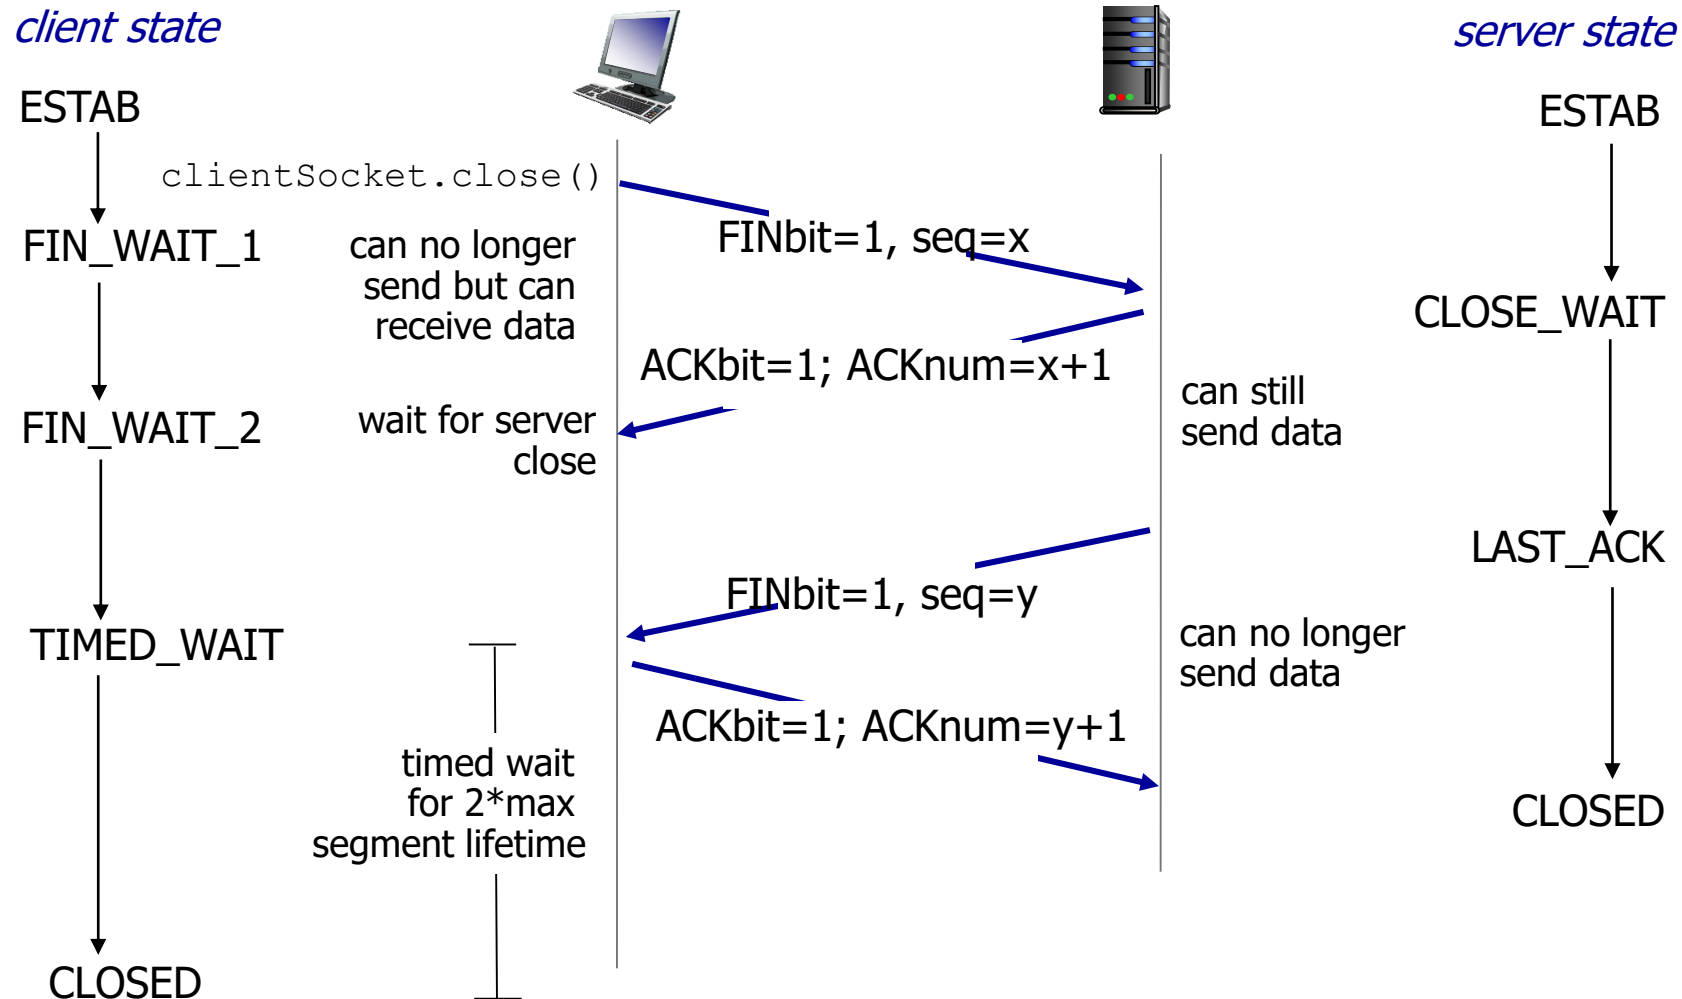 client state
server state
ESTAB
ESTAB
clientSocket.close()
FIN_WAIT_1
can no longer
send but can
receive data
FINbit=1, seq=x
CLOSE_WAIT
ACKbit=1; ACKnum=x+1
can still
send data
FIN_WAIT_2
wait for server
close
LAST_ACK
FINbit=1, seq=y
can no longer
send data
TIMED_WAIT
ACKbit=1; ACKnum=y+1
timed wait
for 2*max
segment lifetime
CLOSED
CLOSED